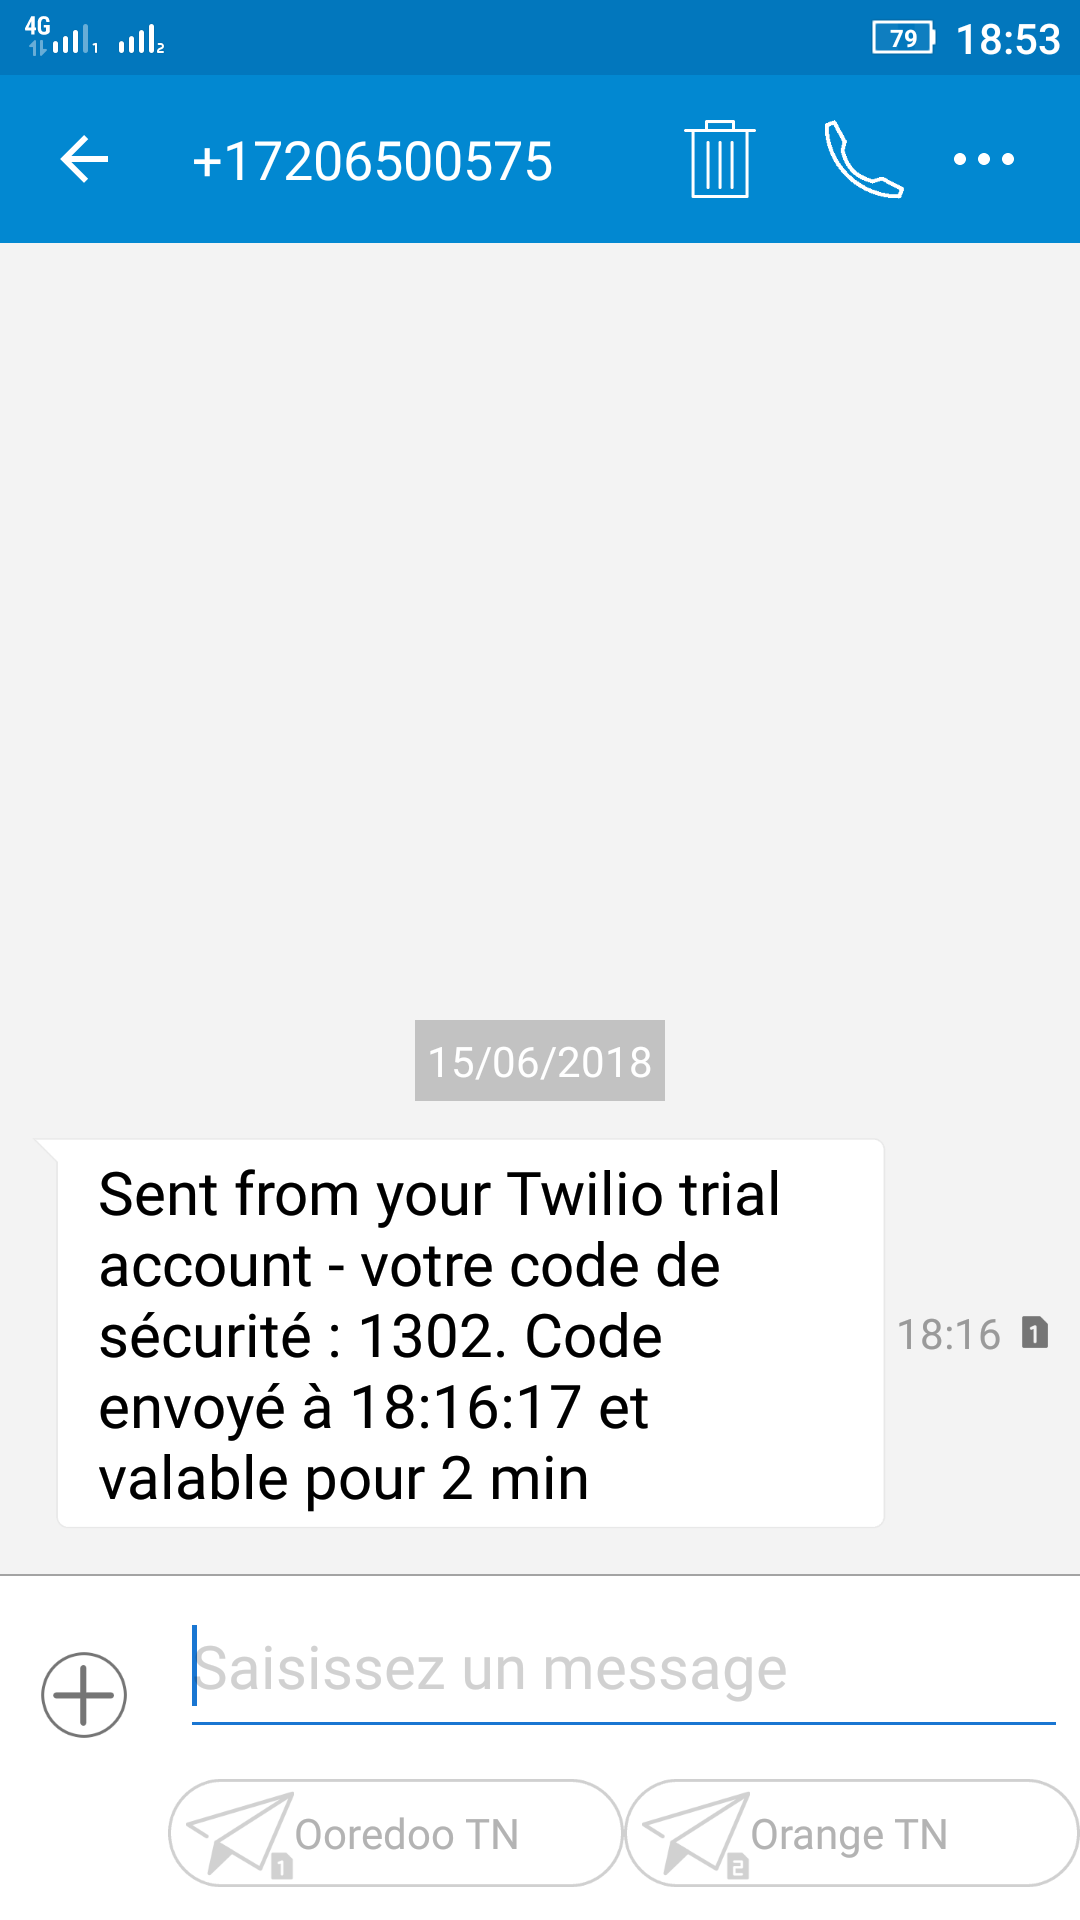 4G 1 2 79 18:53
+17206500575
15/06/2018
Sent from your Twilio trial
account - votre code de
sécurité : 1302. Code
envoyé à 18:16:17 et
valable pour 2 min
18:16 1
Saisissez un message
1 Ooredoo TN
2 Orange TN